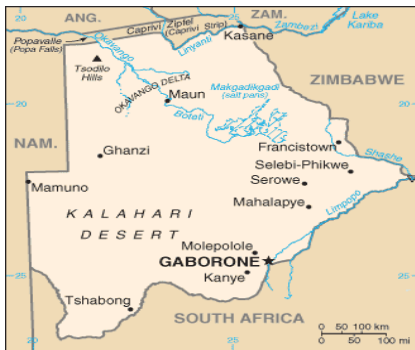 ANG.
ZAM.
Lake
Kariba
Popavalle
(Popa Falls)
Caprivi Zipfel
(Caprivi Strip)
Zambezi
Okavango
Linyanti
Kasane
Tsodilo
Hills
OKAVANGO DELTA
Makgadikgadi
(salt pans)
ZIMBABWE
20
20
Maun
Boteti
NAM.
Ghanzi
Francistown
Shashe
Selebi-Phikwe
Serowe
Mamuno
Mahalapye
Limpopo
KALAHARI
DESERT
Molepolole
GABORONE
25
25
Kanye
Tshabong
SOUTH AFRICA
0 50 100 km
0 50 100 mi
20
25